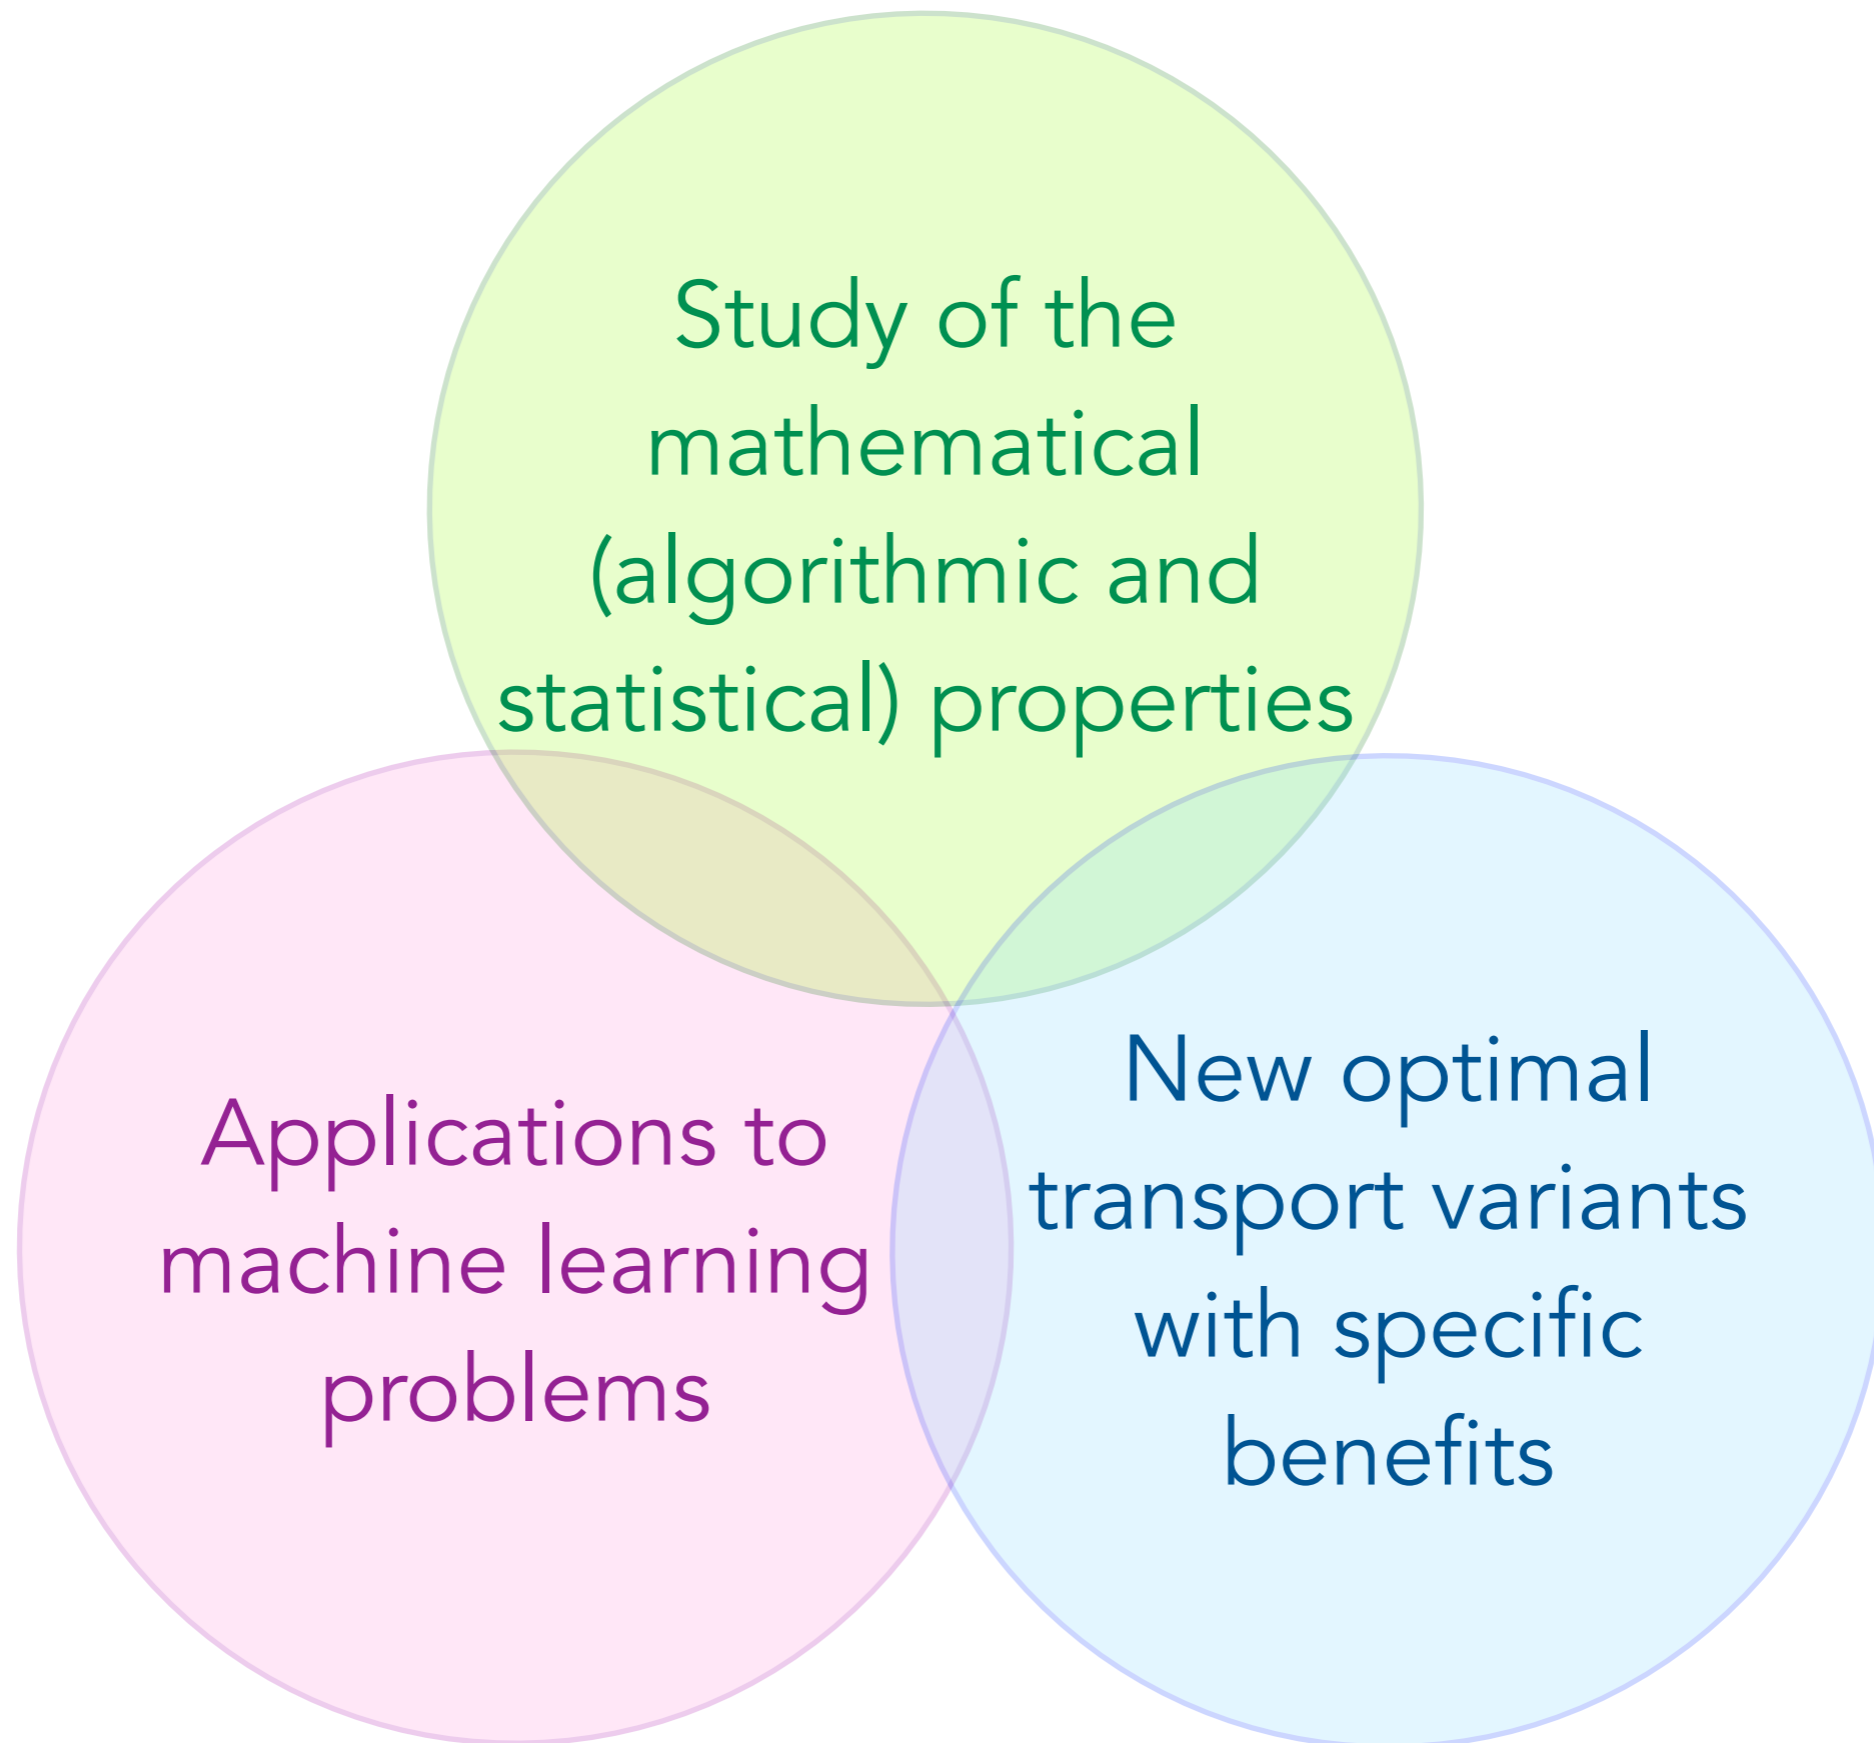 Study of the
mathematical
(algorithmic and
statistical) properties
Applications to
machine learning
problems
New optimal
transport variants
with specific
benefits